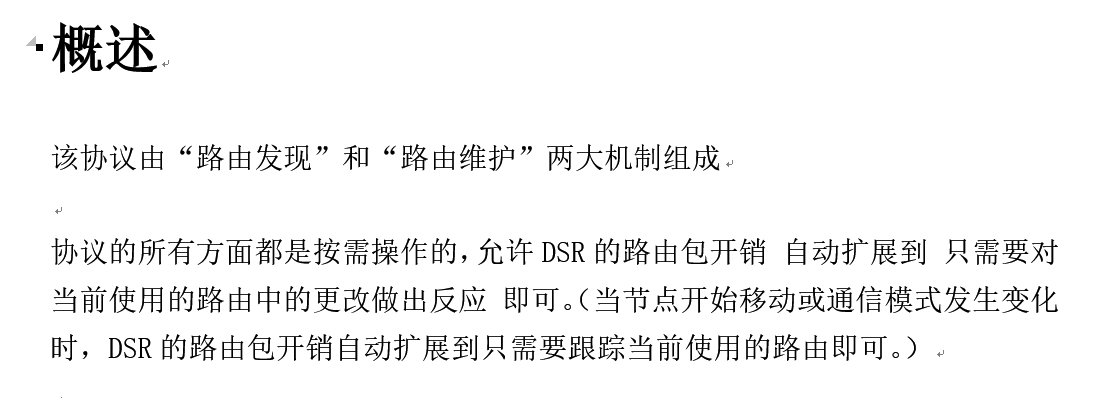 概述
该协议由“路由发现”和“路由维护”两大机制组成
协议的所有方面都是按需操作的，允许 DSR 的路由包开销 自动扩展到 只需要对
当前使用的路由中的更改做出反应 即可。（当节点开始移动或通信模式发生变化
时，DSR 的路由包开销自动扩展到只需要跟踪当前使用的路由即可。）